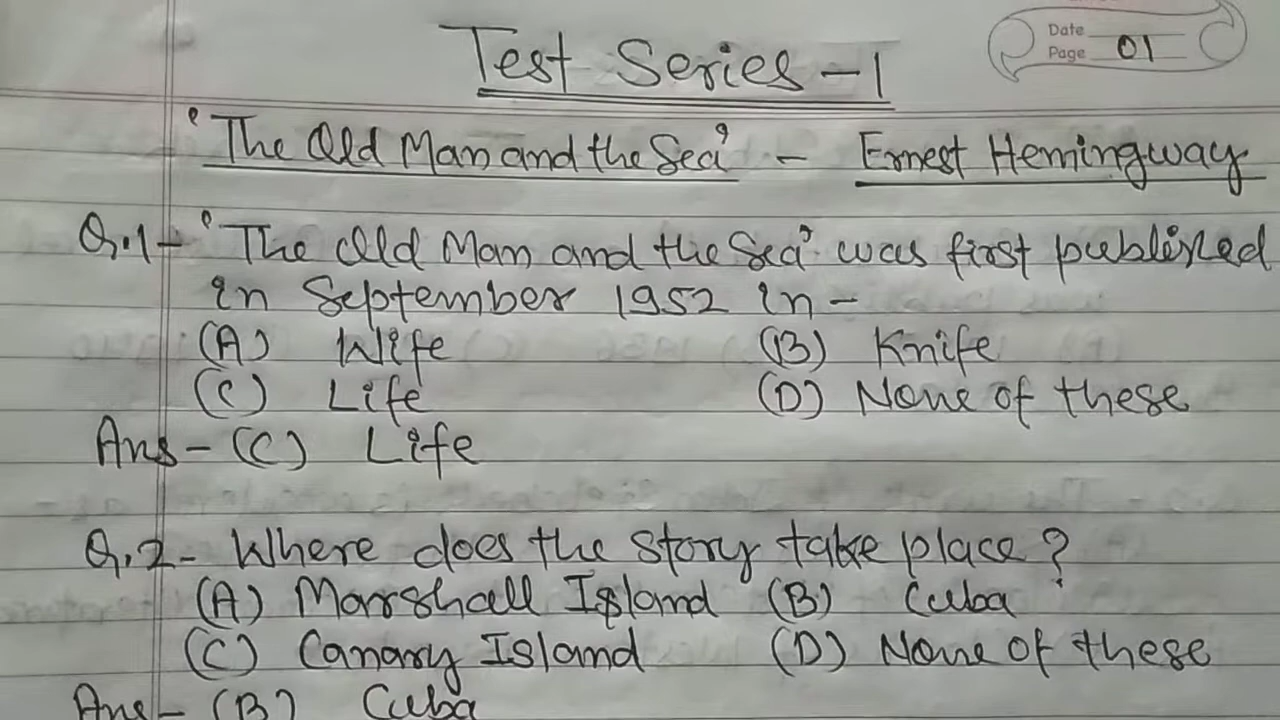 Test Series - 1
Date
Page 01
'The Old Man and the Sea' - Ernest Hemingway
Q.1- 'The Old Man and the Sea' was first published
in September 1952 in -
(A) Wife (B) Knife
(C) Life (D) None of these
Ans - (C) Life
Q.2- Where does the story take place?
(A) Marshall Island (B) Cuba
(C) Canary Island (D) None of these
Ans - (B) Cuba